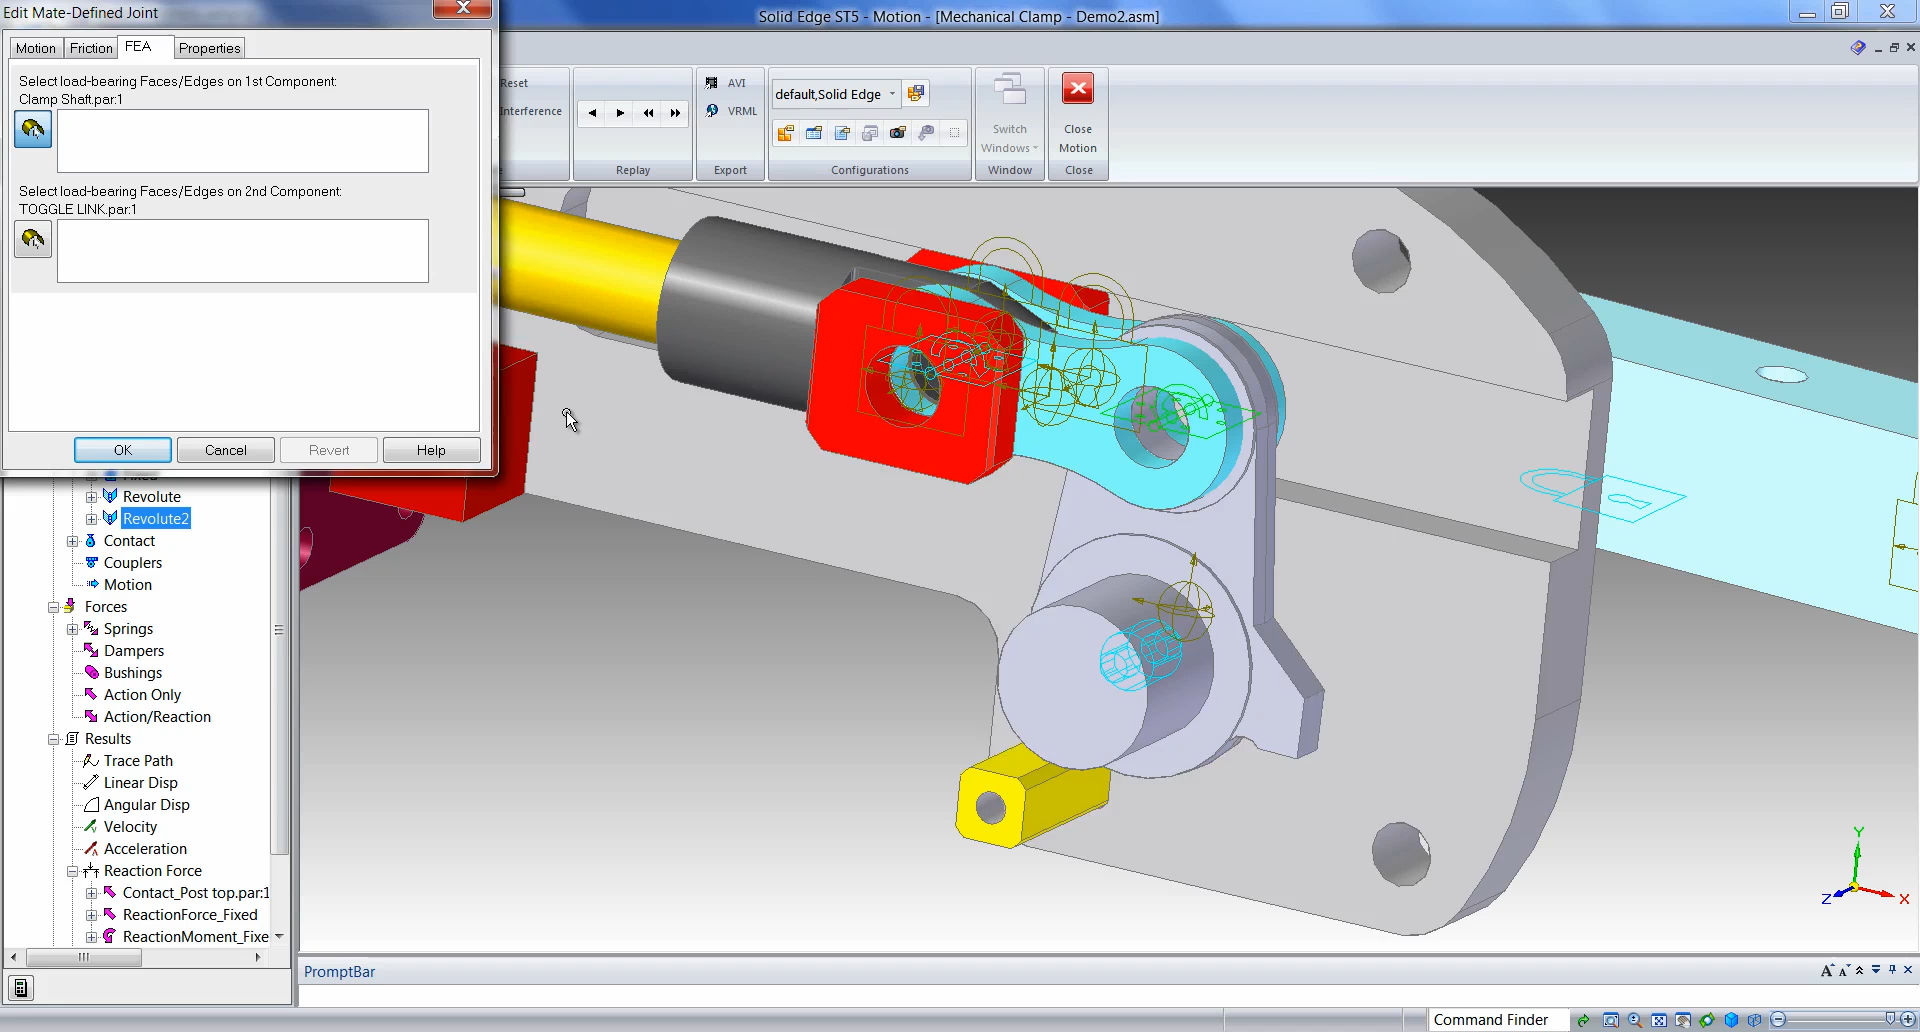 Edit Mate-Defined Joint
Solid Edge ST5 - Motion - [Mechanical Clamp - Demo2.asm]
Motion
Friction
FEA
Properties
Select load-bearing Faces/Edges on 1st Component:
Clamp Shaft.par:1
Select load-bearing Faces/Edges on 2nd Component:
TOGGLE LINK.par:1
OK
Cancel
Revert
Help
Reset
Interference
Replay
AVI
VRML
Export
default,Solid Edge
Configurations
Switch
Windows
Window
Close
Motion
Close
Revolute
Revolute2
Contact
Couplers
Motion
Forces
Springs
Dampers
Bushings
Action Only
Action/Reaction
Results
Trace Path
Linear Disp
Angular Disp
Velocity
Acceleration
Reaction Force
Contact_Post top.par:1
ReactionForce_Fixed
ReactionMoment_Fixe
Y
Z
X
PromptBar
Command Finder